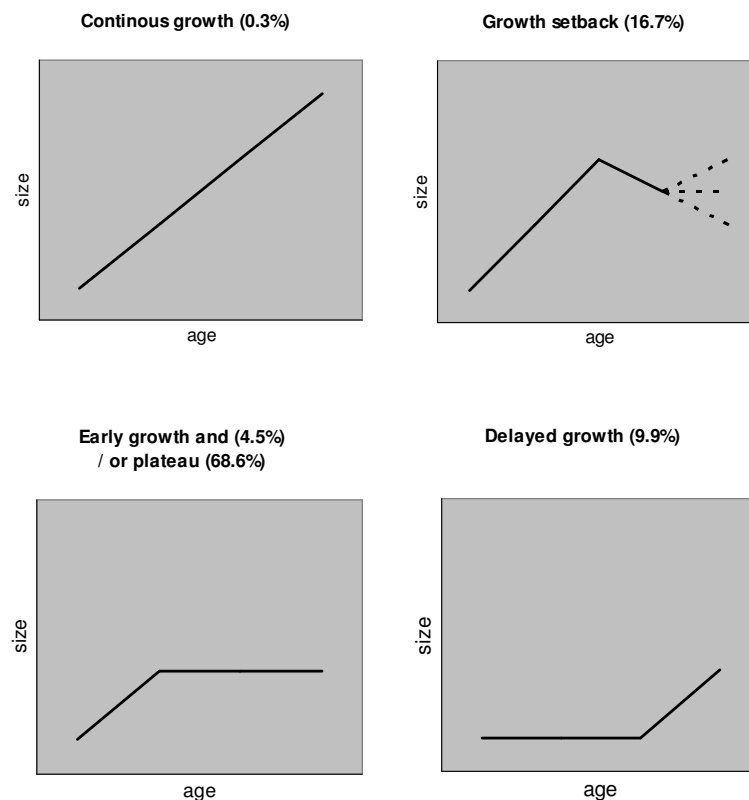 Continous growth (0.3%)
size
age
Growth setback (16.7%)
size
age
Early growth and (4.5%)
/ or plateau (68.6%)
size
age
Delayed growth (9.9%)
size
age